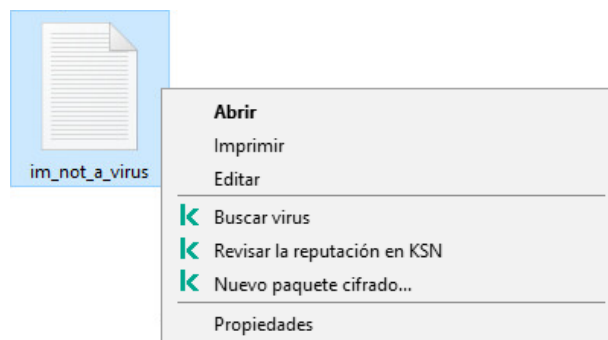 im_not_a_virus
Abrir
Imprimir
Editar
Buscar virus
Revisar la reputación en KSN
Nuevo paquete cifrado...
Propiedades